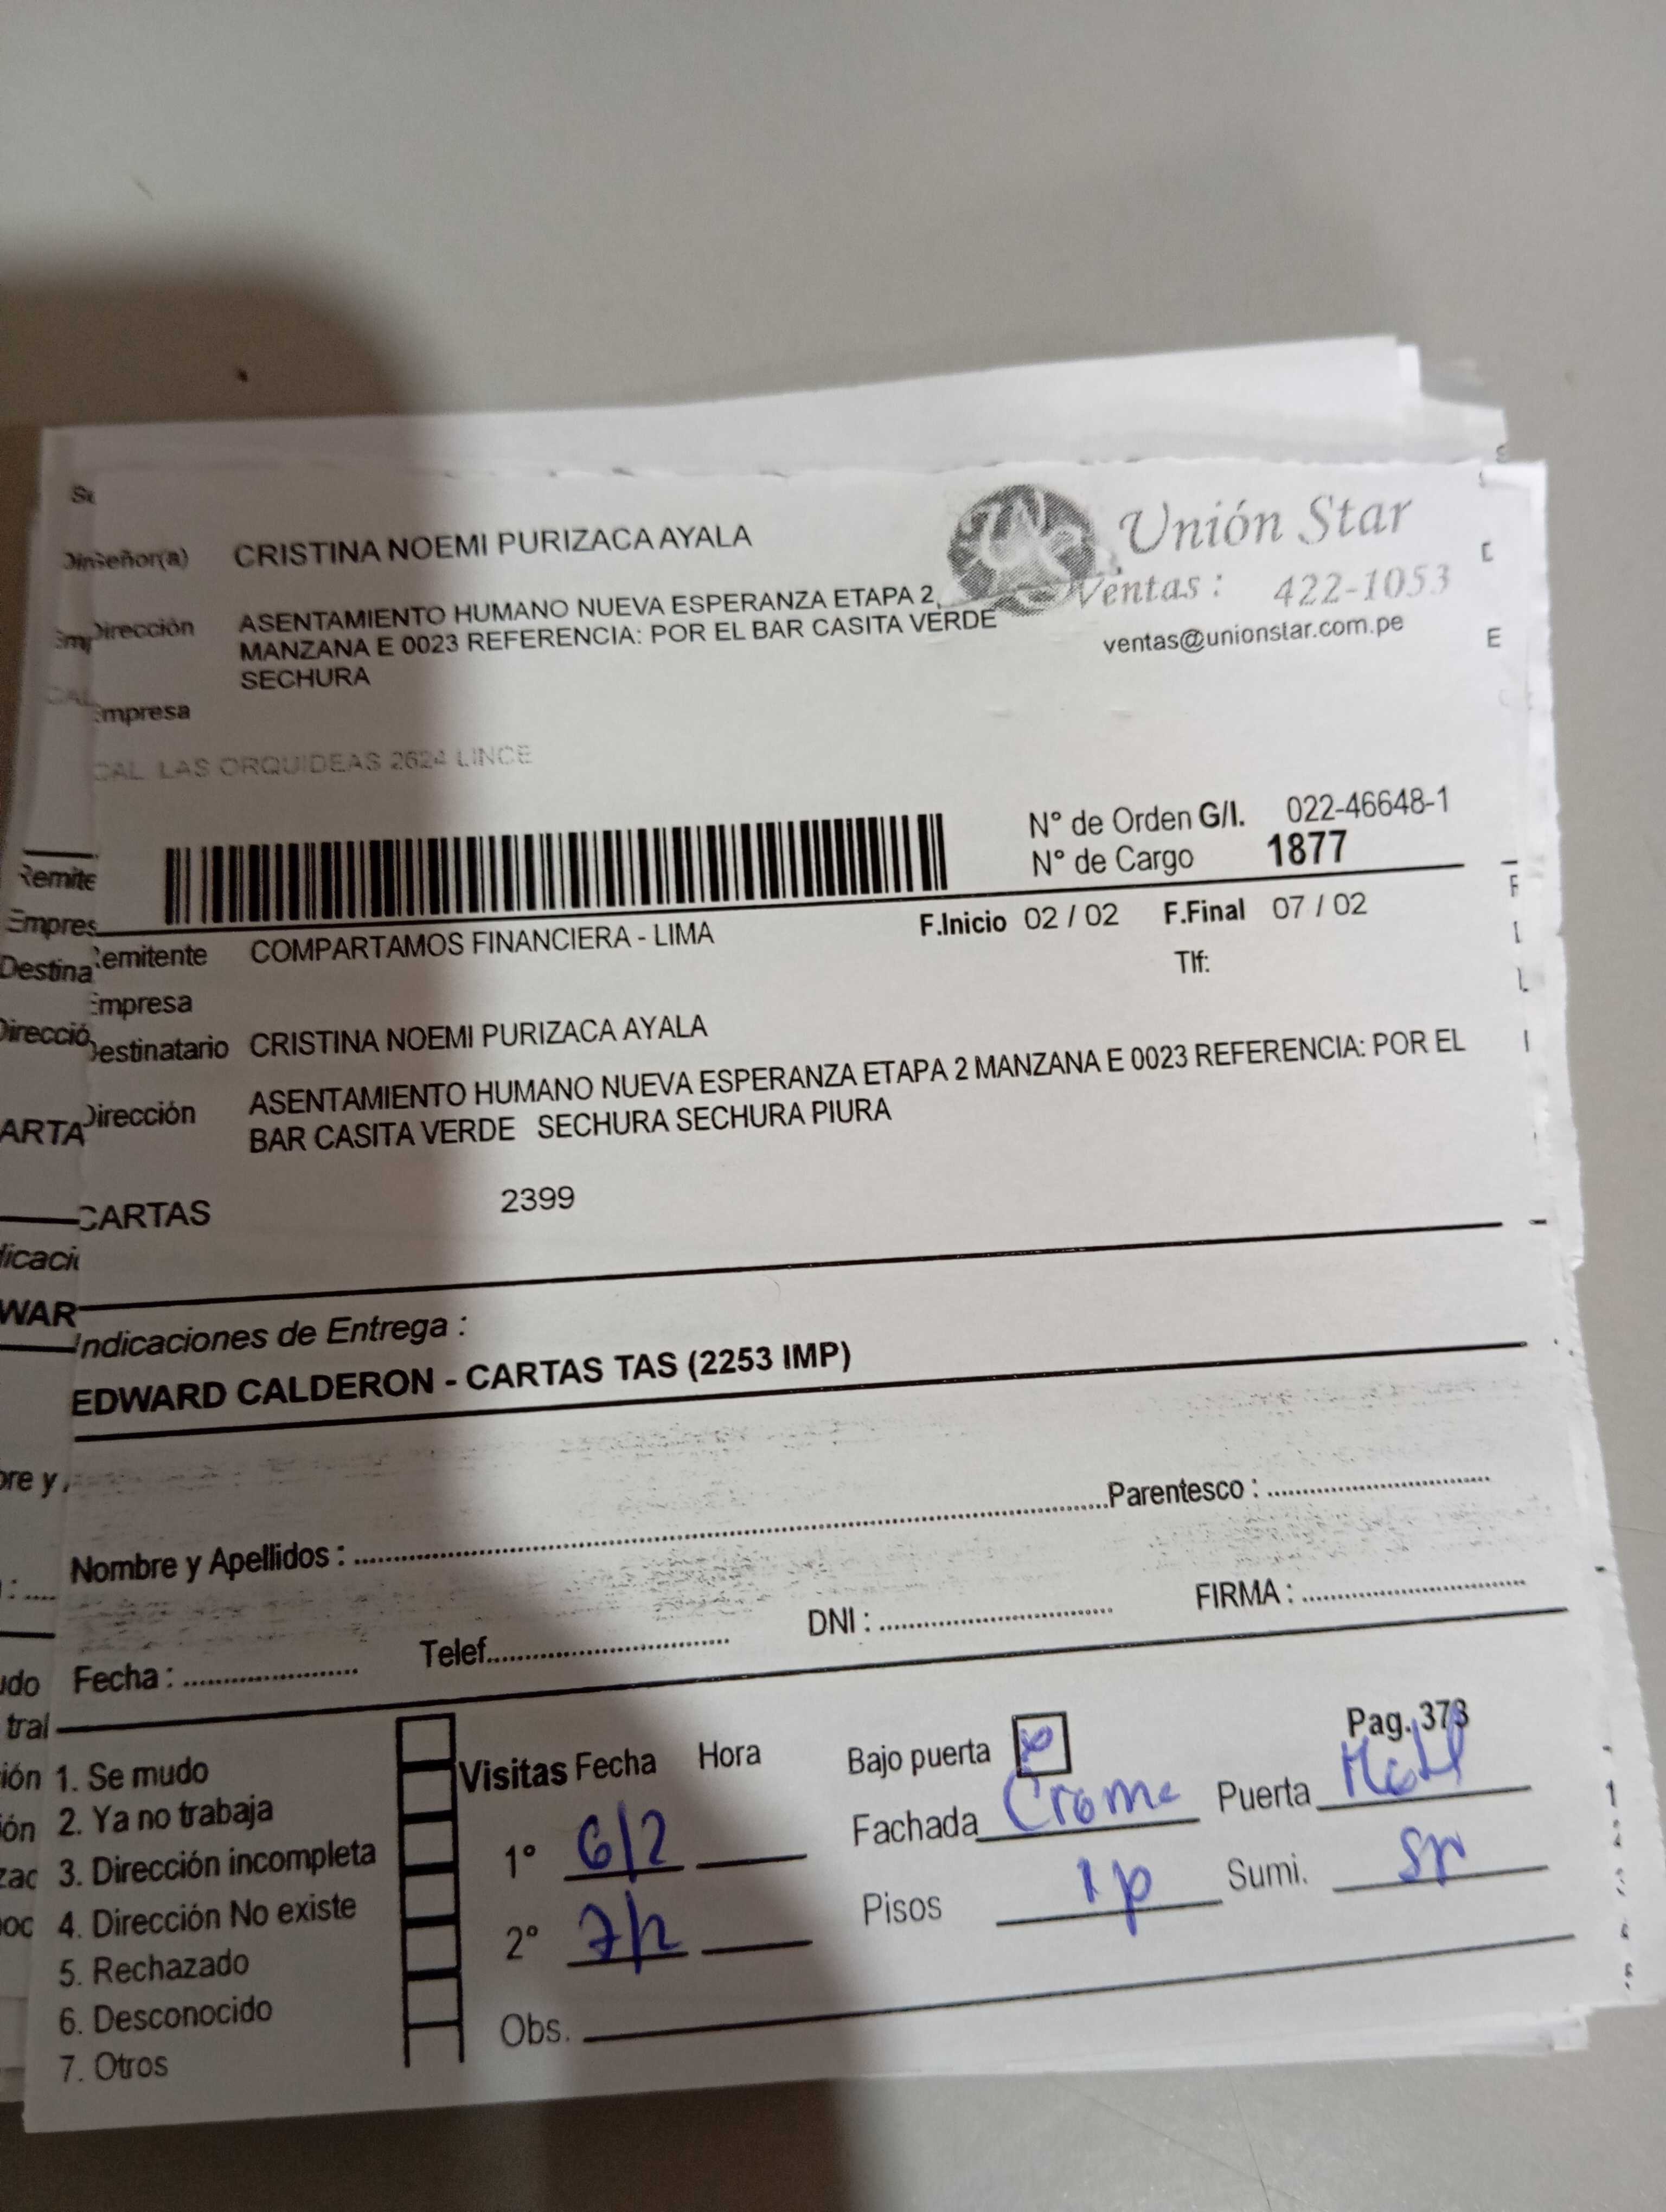 Señor(a) CRISTINA NOEMI PURIZACA AYALA
Unión Star
Ventas : 422-1053
ventas@unionstar.com.pe
Dirección ASENTAMIENTO HUMANO NUEVA ESPERANZA ETAPA 2,
MANZANA E 0023 REFERENCIA: POR EL BAR CASITA VERDE
SECHURA
Empresa
CAL. LAS ORQUIDEAS 2624 LINCE
N° de Orden G/I. 022-46648-1
N° de Cargo 1877
F.Inicio 02 / 02 F.Final 07 / 02
Remitente COMPARTAMOS FINANCIERA - LIMA
Tlf:
Empresa
Destinatario CRISTINA NOEMI PURIZACA AYALA
Dirección ASENTAMIENTO HUMANO NUEVA ESPERANZA ETAPA 2 MANZANA E 0023 REFERENCIA: POR EL
BAR CASITA VERDE SECHURA SECHURA PIURA
CARTAS 2399
Indicaciones de Entrega :
EDWARD CALDERON - CARTAS TAS (2253 IMP)
Nombre y Apellidos : Parentesco :
Fecha : Telef. DNI : FIRMA :
Pag. 373
1. Se mudo
2. Ya no trabaja
3. Dirección incompleta
4. Dirección No existe
5. Rechazado
6. Desconocido
7. Otros
Visitas Fecha Hora
1° 6/2
2° 7/2
Obs.
Bajo puerta
Fachada Crome Puerta
Pisos 1p Sumi.